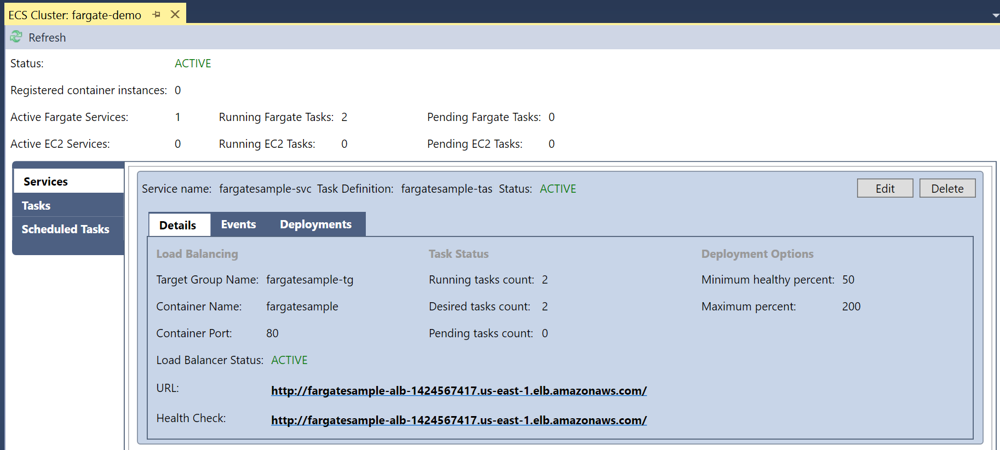 ECS Cluster: fargate-demo
Refresh
Status: ACTIVE
Registered container instances: 0
Active Fargate Services: 1 Running Fargate Tasks: 2 Pending Fargate Tasks: 0
Active EC2 Services: 0 Running EC2 Tasks: 0 Pending EC2 Tasks: 0
Services
Tasks
Scheduled Tasks
Service name: fargatesample-svc Task Definition: fargatesample-tas Status: ACTIVE Edit Delete
Details Events Deployments
Load Balancing Task Status Deployment Options
Target Group Name: fargatesample-tg Running tasks count: 2 Minimum healthy percent: 50
Container Name: fargatesample Desired tasks count: 2 Maximum percent: 200
Container Port: 80 Pending tasks count: 0
Load Balancer Status: ACTIVE
URL: http://fargatesample-alb-1424567417.us-east-1.elb.amazonaws.com/
Health Check: http://fargatesample-alb-1424567417.us-east-1.elb.amazonaws.com/